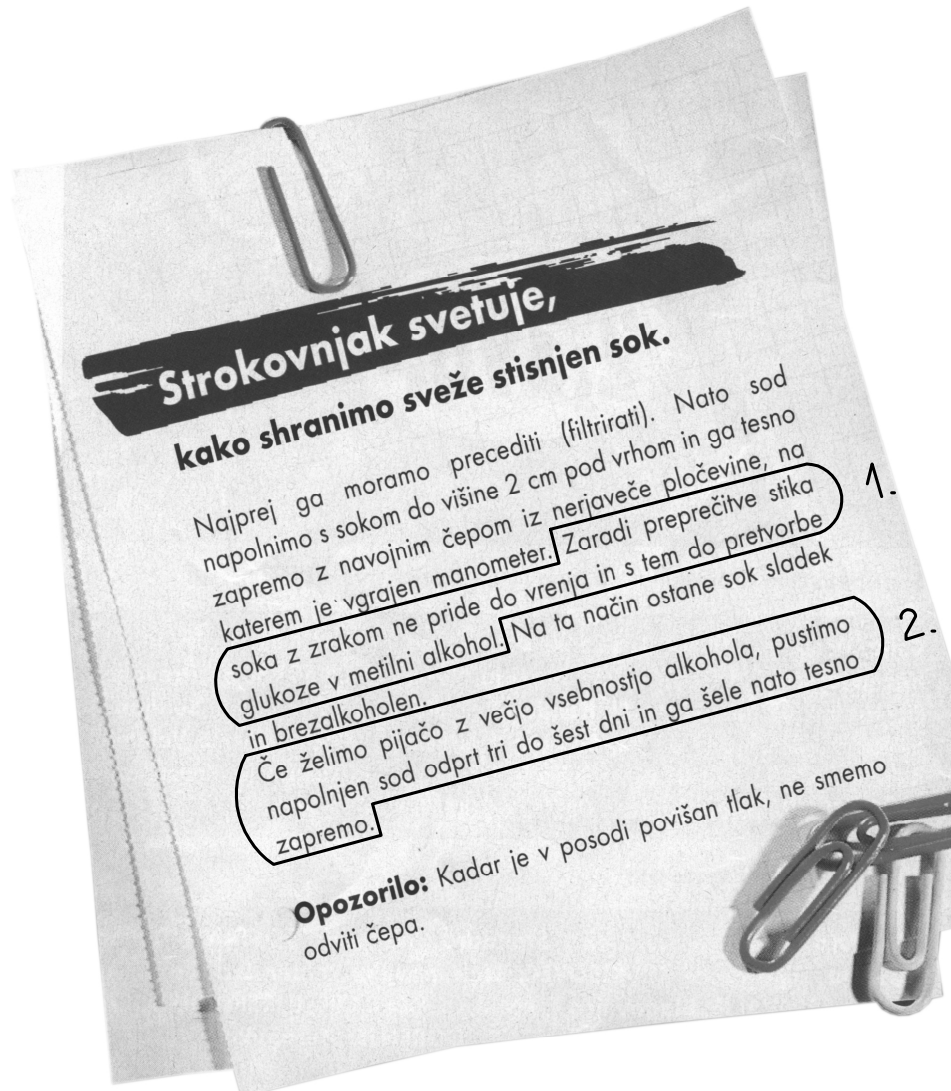 Strokovnjak svetuje,
kako shranimo sveže stisnjen sok.
Najprej ga moramo precediti (filtrirati). Nato sod
napolnimo s sokom do višine 2 cm pod vrhom in ga tesno
zapremo z navojnim čepom iz nerjaveče pločevine, na
katerem je vgrajen manometer. Zaradi preprečitve stika
soka z zrakom ne pride do vrenja in s tem do pretvorbe
glukoze v metilni alkohol. Na ta način ostane sok sladek
in brezalkoholen.
Če želimo pijačo z večjo vsebnostjo alkohola, pustimo
napolnjen sod odprt tri do šest dni in ga šele nato tesno
zapremo.
Opozorilo: Kadar je v posodi povišan tlak, ne smemo
odviti čepa.
1.
2.